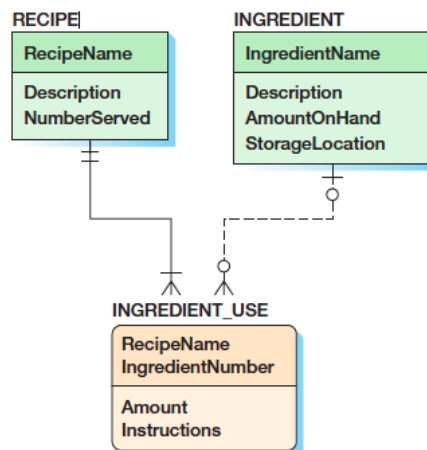 RECIPE
RecipeName
Description
NumberServed
INGREDIENT
IngredientName
Description
AmountOnHand
StorageLocation
INGREDIENT_USE
RecipeName
IngredientNumber
Amount
Instructions